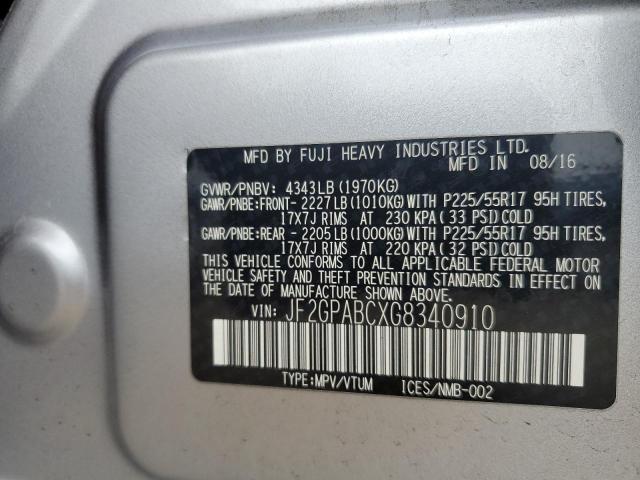 MFD BY FUJI HEAVY INDUSTRIES LTD.
MFD IN 08/16
GVWR/PNBV: 4343LB (1970KG)
GAWR/PNBE:FRONT- 2227LB (1010KG) WITH P225/55R17 95H TIRES,
17X7J RIMS AT 230 KPA (33 PSI) COLD
GAWR/PNBE:REAR - 2205LB (1000KG) WITH P225/55R17 95H TIRES,
17X7J RIMS AT 220 KPA (32 PSI) COLD
THIS VEHICLE CONFORMS TO ALL APPLICABLE FEDERAL MOTOR
VEHICLE SAFETY AND THEFT PREVENTION STANDARDS IN EFFECT ON
THE DATE OF MANUFACTURE SHOWN ABOVE.
VIN: JF2GPABCXG8340910
TYPE:MPV/VTUM ICES/NMB-002